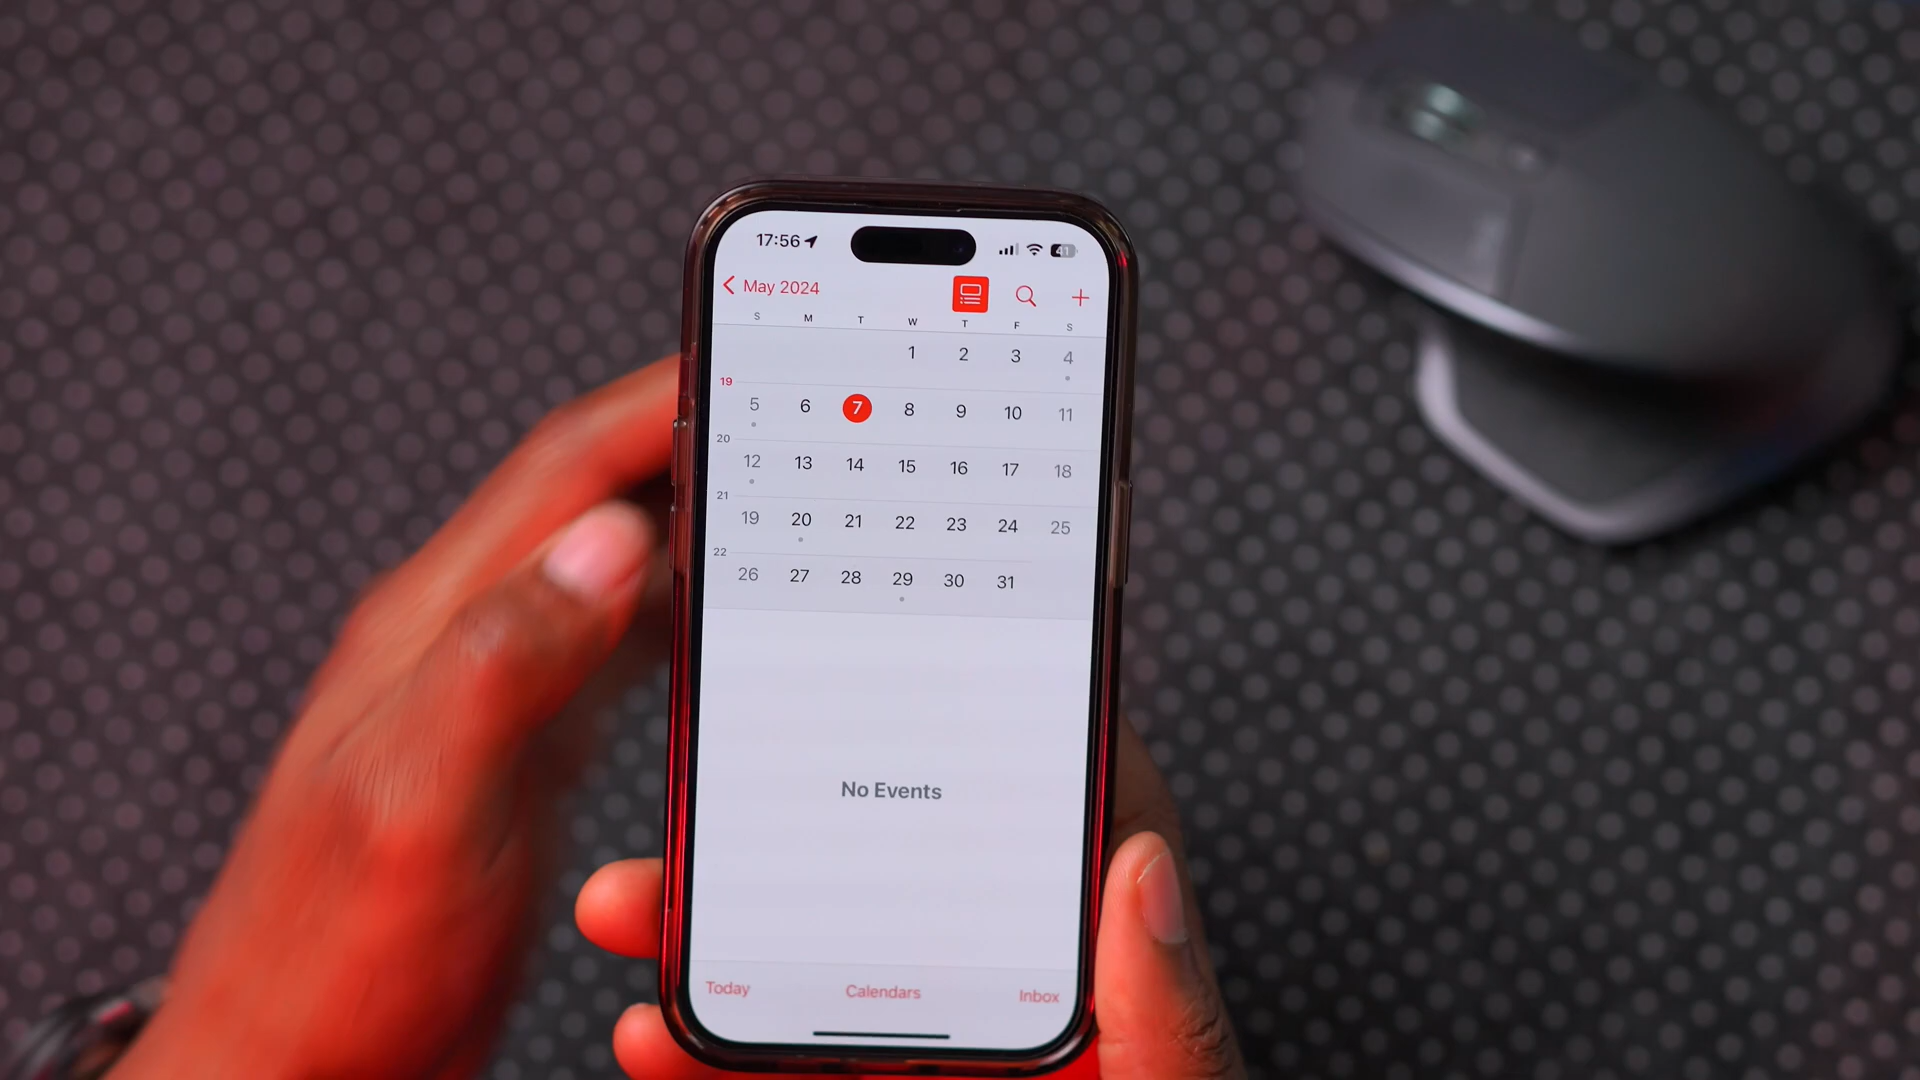 17:56 41
May 2024
S M T W T F S
1 2 3 4
19
5 6 7 8 9 10 11
20
12 13 14 15 16 17 18
21
19 20 21 22 23 24 25
22
26 27 28 29 30 31
No Events
Today Calendars Inbox